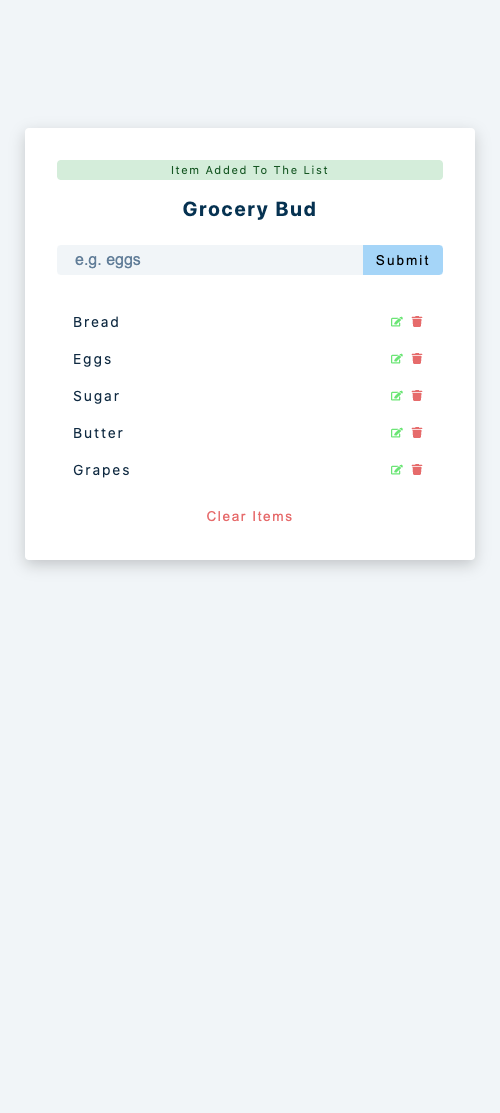 Item Added To The List
Grocery Bud
e.g. eggs
Submit
Bread
Eggs
Sugar
Butter
Grapes
Clear Items